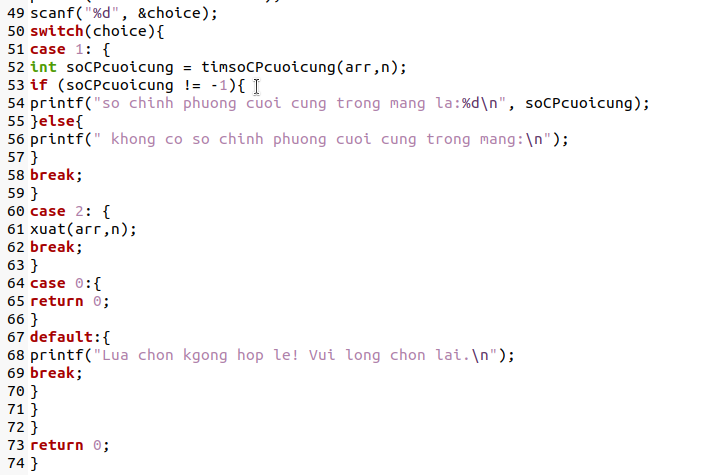 49 scanf("%d", &choice);
50 switch(choice){
51 case 1: {
52 int soCPcuoicung = timsoCPcuoicung(arr,n);
53 if (soCPcuoicung != -1){
54 printf("so chinh phuong cuoi cung trong mang la:%d\n", soCPcuoicung);
55 }else{
56 printf(" khong co so chinh phuong cuoi cung trong mang:\n");
57 }
58 break;
59 }
60 case 2: {
61 xuat(arr,n);
62 break;
63 }
64 case 0:{
65 return 0;
66 }
67 default:{
68 printf("Lua chon kgong hop le! Vui long chon lai.\n");
69 break;
70 }
71 }
72 }
73 return 0;
74 }